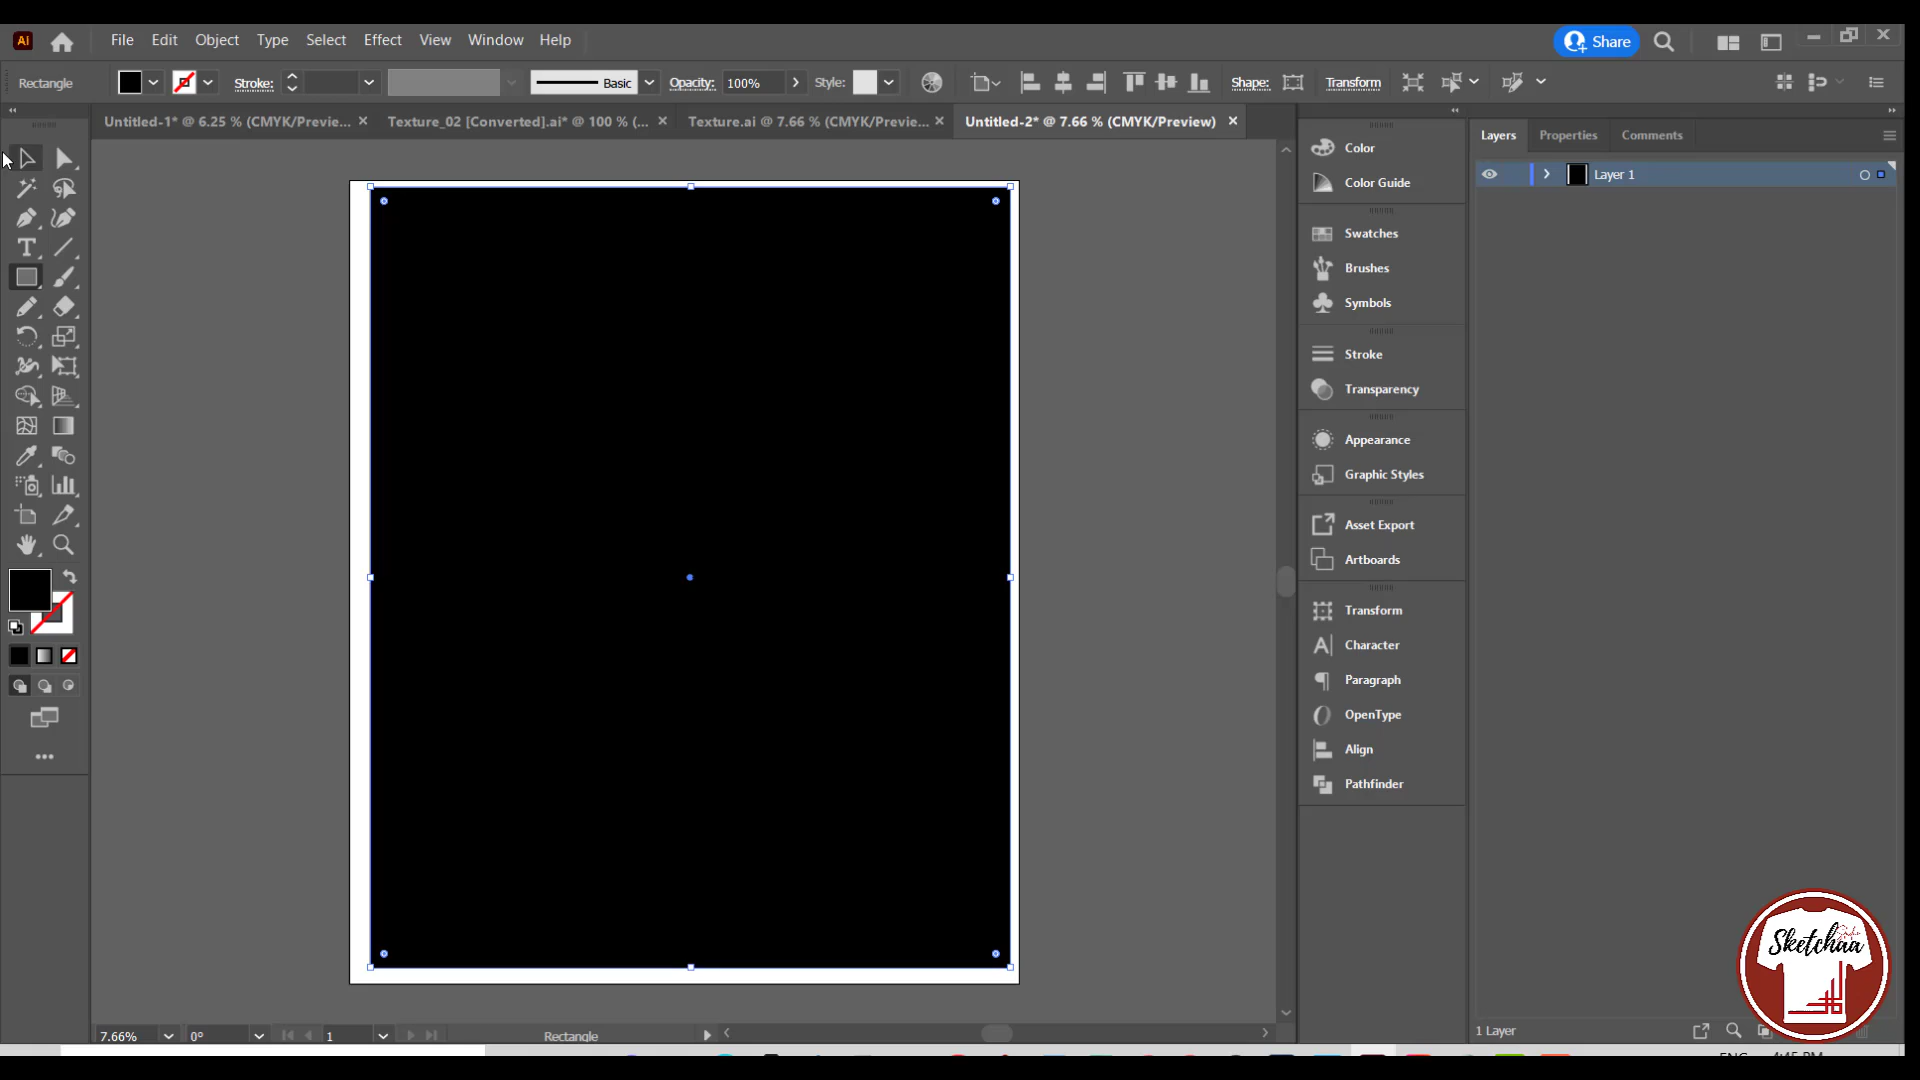 Ai File Edit Object Type Select Effect View Window Help Share
Rectangle Stroke: Basic Opacity: 100% Style: Shape: Transform
Untitled-1* @ 6.25 % (CMYK/Previe... Texture_02 [Converted].ai* @ 100 % (... Texture.ai @ 7.66 % (CMYK/Previe... Untitled-2* @ 7.66 % (CMYK/Preview)
Color
Color Guide
Swatches
Brushes
Symbols
Stroke
Transparency
Appearance
Graphic Styles
Asset Export
Artboards
Transform
Character
Paragraph
OpenType
Align
Pathfinder
Layers Properties Comments
Layer 1
Sketchaa
Studio
1 Layer
7.66% 0° 1 Rectangle